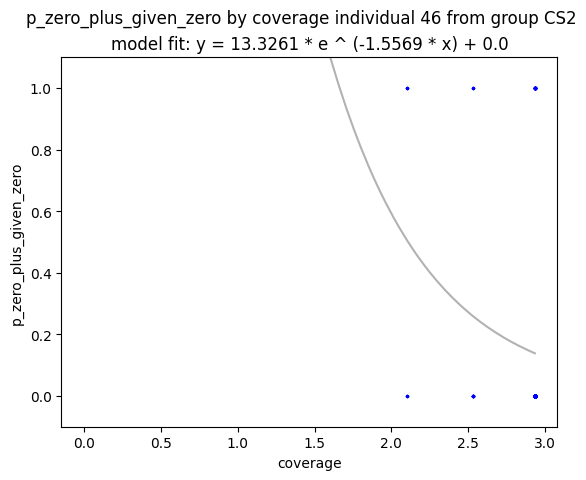 p_zero_plus_given_zero by coverage individual 46 from group CS2
model fit: y = 13.3261 * e ^ (-1.5569 * x) + 0.0
p_zero_plus_given_zero
1.0
0.8
0.6
0.4
0.2
0.0
0.0 0.5 1.0 1.5 2.0 2.5 3.0
coverage